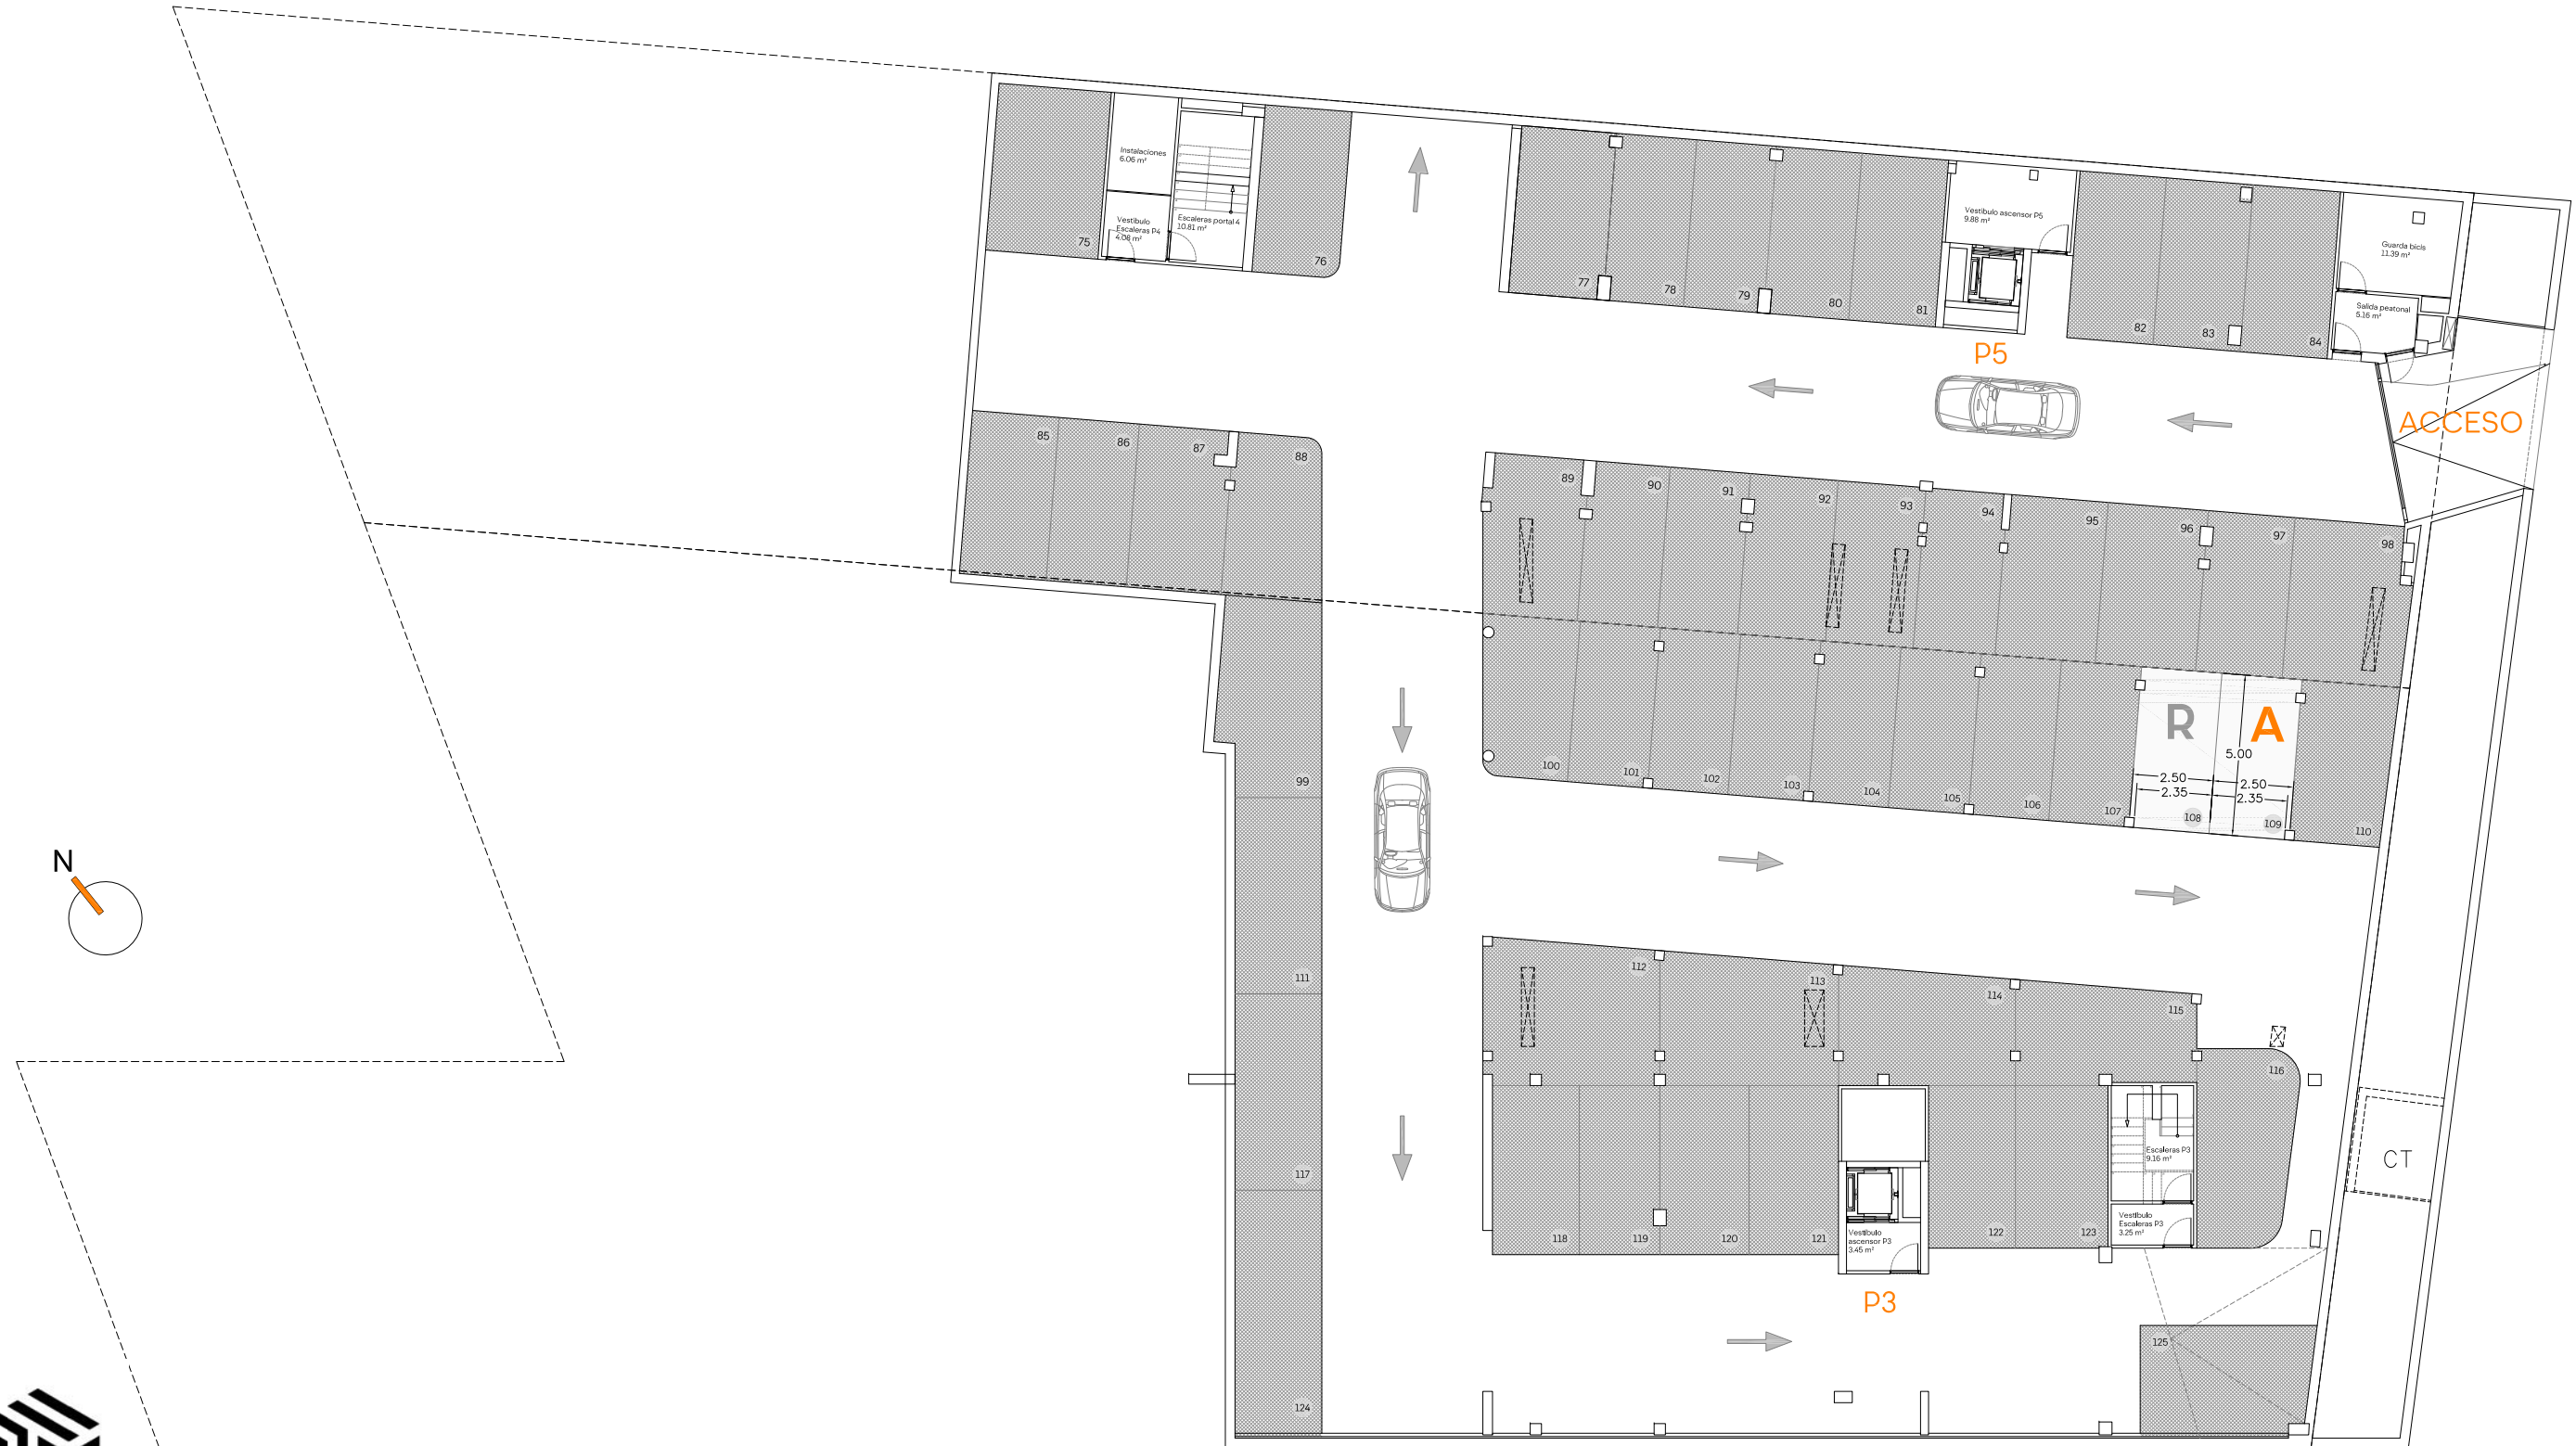 Instalaciones
6.06 m²
Vestíbulo
Escaleras P4
4.08 m²
Escaleras portal 4
10.81 m²
75
76
77
78
79
80
81
Vestíbulo ascensor P5
9.88 m²
82
83
84
Guarda bicis
11.39 m²
Salida peatonal
5.16 m²
P5
ACCESO
85
86
87
88
89
90
91
92
93
94
95
96
97
98
R
A
5.00
2.50
2.50
2.35
2.35
99
100
101
102
103
104
105
106
107
108
109
110
N
111
112
113
114
115
116
117
118
119
120
121
122
123
Escaleras P3
9.16 m²
Vestíbulo
Escaleras P3
3.25 m²
Vestíbulo
ascensor P3
3.45 m²
CT
P3
124
125